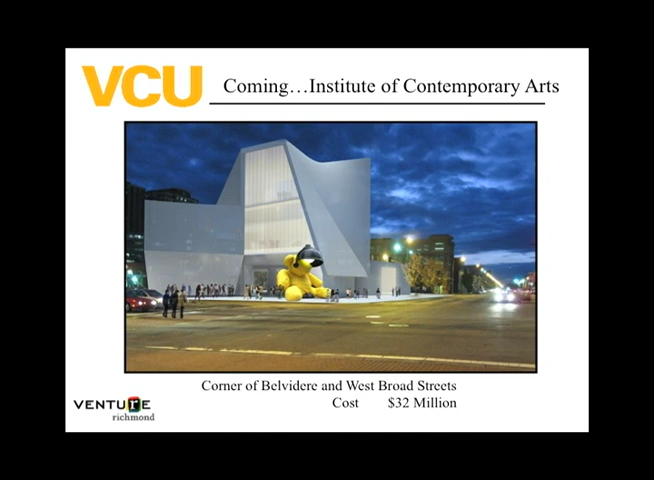 VCU
Coming…Institute of Contemporary Arts
Corner of Belvidere and West Broad Streets
Cost $32 Million
VENTURE
richmond